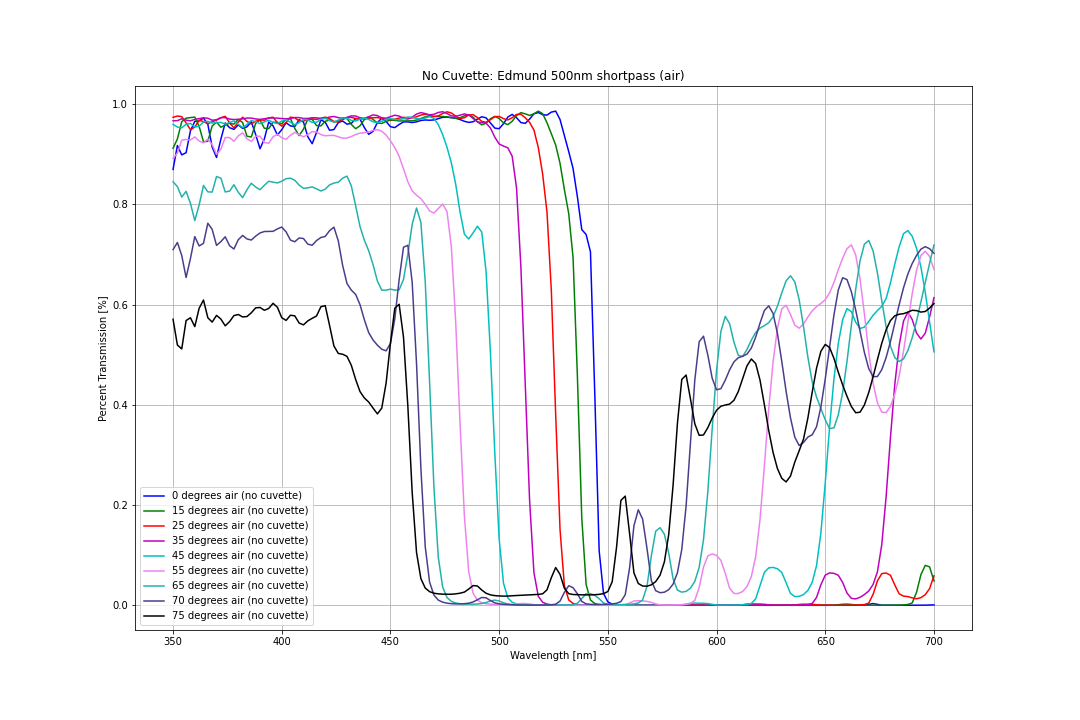 No Cuvette: Edmund 500nm shortpass (air)
Percent Transmission [%]
1.0
0.8
0.6
0.4
0.2
0.0
0 degrees air (no cuvette)
15 degrees air (no cuvette)
25 degrees air (no cuvette)
35 degrees air (no cuvette)
45 degrees air (no cuvette)
55 degrees air (no cuvette)
65 degrees air (no cuvette)
70 degrees air (no cuvette)
75 degrees air (no cuvette)
350 400 450 500 550 600 650 700
Wavelength [nm]